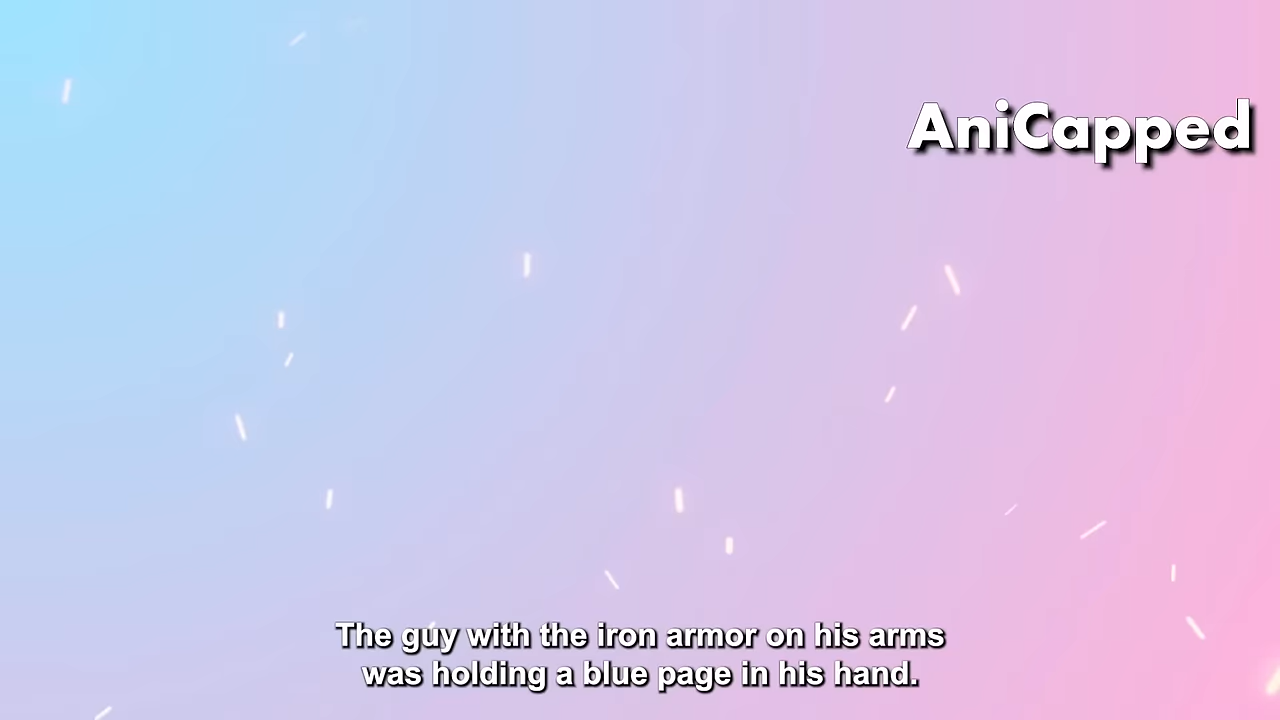 AniCapped
The guy with the iron armor on his arms
was holding a blue page in his hand.